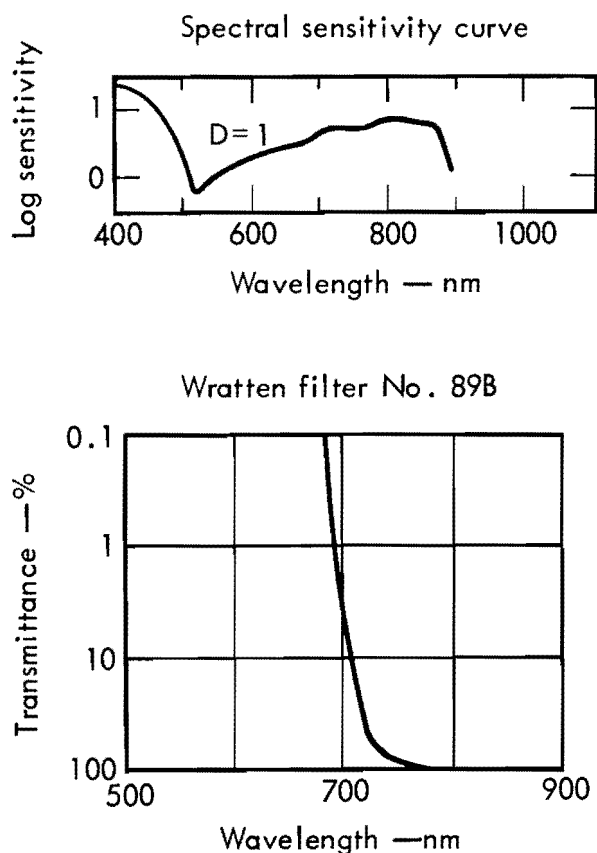 Spectral sensitivity curve
Log sensitivity
1
0
D=1
400 600 800 1000
Wavelength — nm
Wratten filter No. 89B
Transmittance —%
0.1
1
10
100
500 700 900
Wavelength —nm